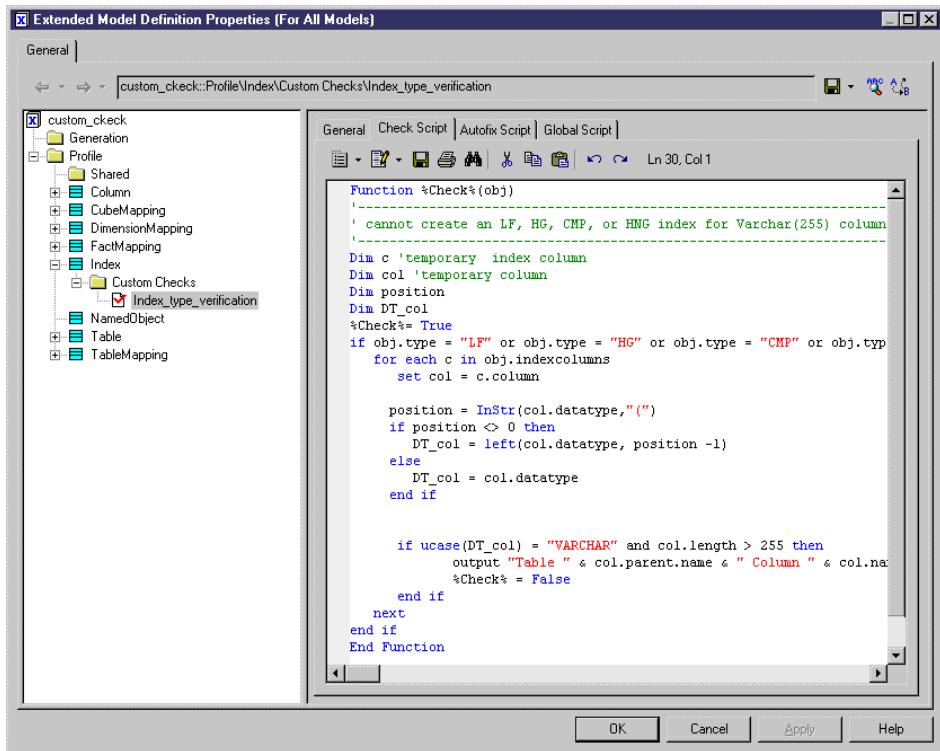 Extended Model Definition Properties (For All Models)
General
custom_ckeck::Profile\Index\Custom Checks\Index_type_verification
custom_ckeck
Generation
Profile
Shared
Column
CubeMapping
DimensionMapping
FactMapping
Index
Custom Checks
Index_type_verification
NamedObject
Table
TableMapping
General Check Script Autofix Script Global Script
Ln 30, Col 1
Function %Check%(obj)
'-------------------------------------------------------------------
' cannot create an LF, HG, CMP, or HNG index for Varchar(255) column
'-------------------------------------------------------------------
Dim c 'temporary index column
Dim col 'temporary column
Dim position
Dim DT_col
%Check%= True
if obj.type = "LF" or obj.type = "HG" or obj.type = "CMP" or obj.typ
for each c in obj.indexcolumns
set col = c.column
position = InStr(col.datatype,"(")
if position <> 0 then
DT_col = left(col.datatype, position -1)
else
DT_col = col.datatype
end if
if ucase(DT_col) = "VARCHAR" and col.length > 255 then
output "Table " & col.parent.name & " Column " & col.na
%Check% = False
end if
next
end if
End Function
OK Cancel Apply Help